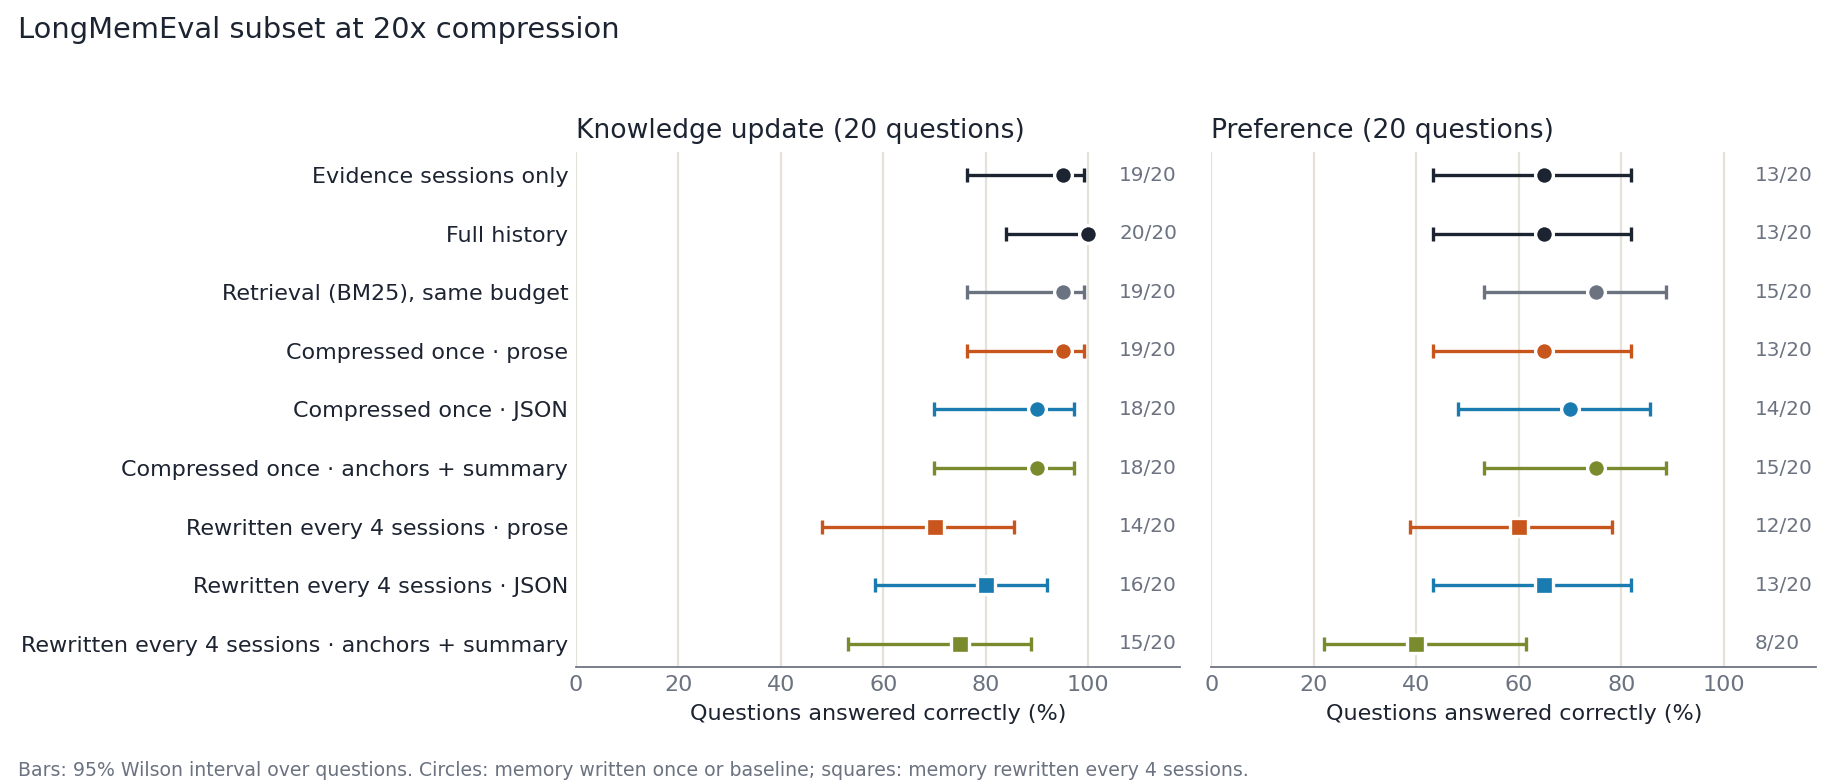 LongMemEval subset at 20x compression
Knowledge update (20 questions)
Preference (20 questions)
Evidence sessions only 19/20 13/20
Full history 20/20 13/20
Retrieval (BM25), same budget 19/20 15/20
Compressed once · prose 19/20 13/20
Compressed once · JSON 18/20 14/20
Compressed once · anchors + summary 18/20 15/20
Rewritten every 4 sessions · prose 14/20 12/20
Rewritten every 4 sessions · JSON 16/20 13/20
Rewritten every 4 sessions · anchors + summary 15/20 8/20
0 20 40 60 80 100 0 20 40 60 80 100
Questions answered correctly (%) Questions answered correctly (%)
Bars: 95% Wilson interval over questions. Circles: memory written once or baseline; squares: memory rewritten every 4 sessions.